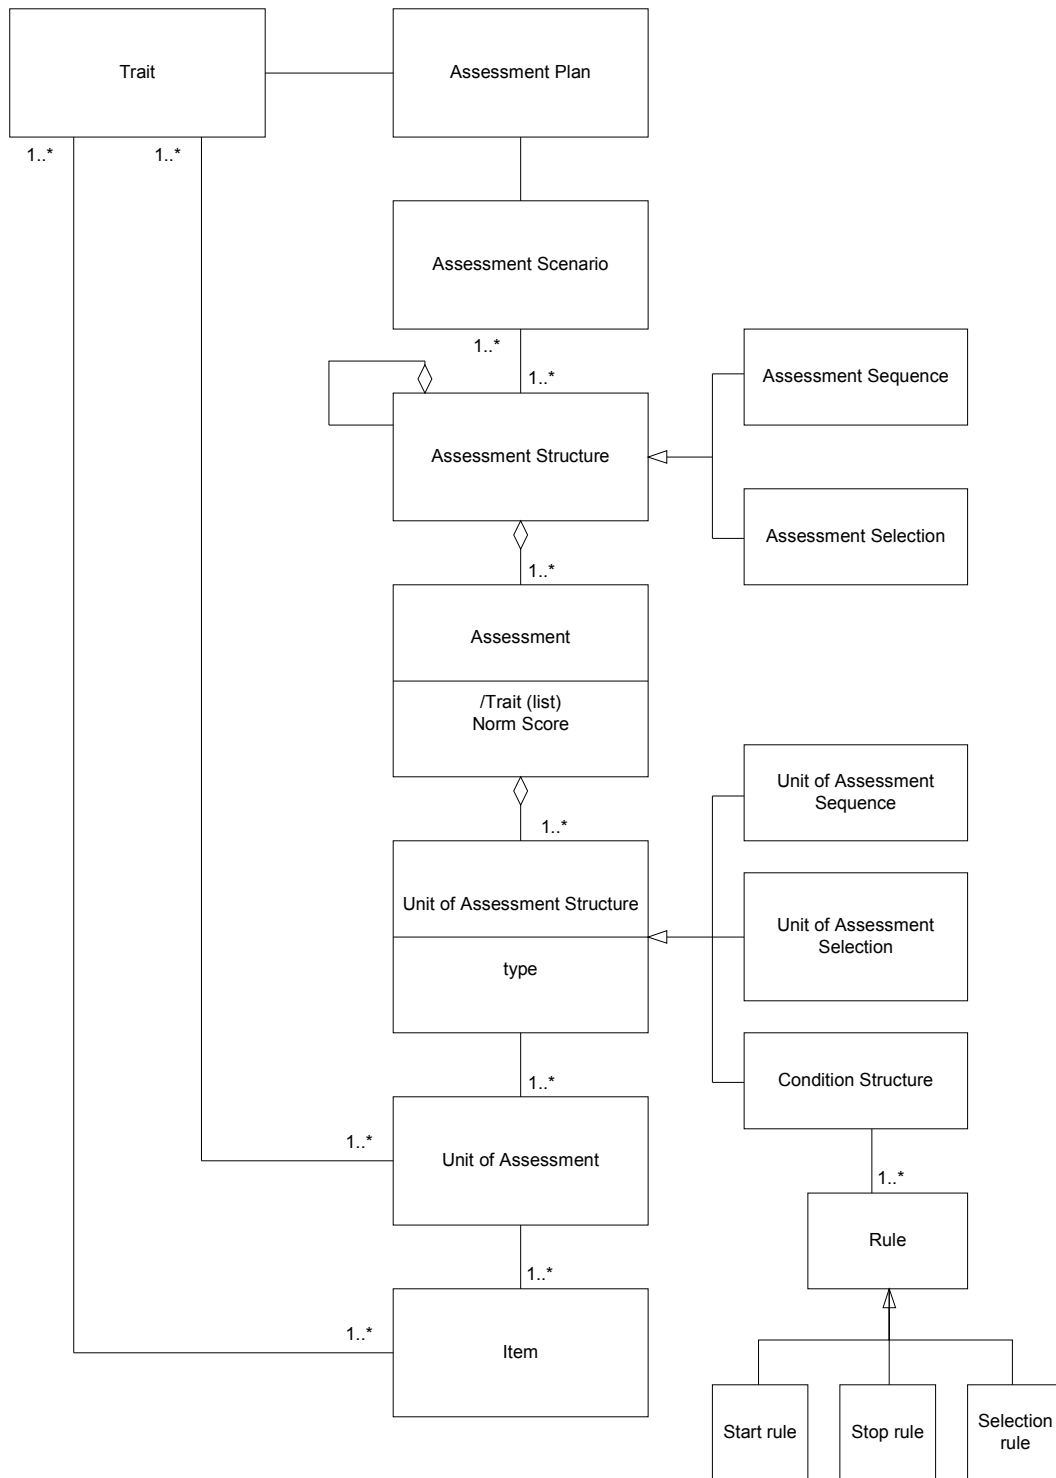 Trait
Assessment Plan
1..*
1..*
Assessment Scenario
1..*
1..*
Assessment Sequence
Assessment Structure
Assessment Selection
1..*
Assessment
/Trait (list)
Norm Score
Unit of Assessment
Sequence
1..*
Unit of Assessment Structure
Unit of Assessment
Selection
type
Condition Structure
1..*
1..*
Unit of Assessment
1..*
Rule
1..*
1..*
Item
Start rule
Stop rule
Selection
rule